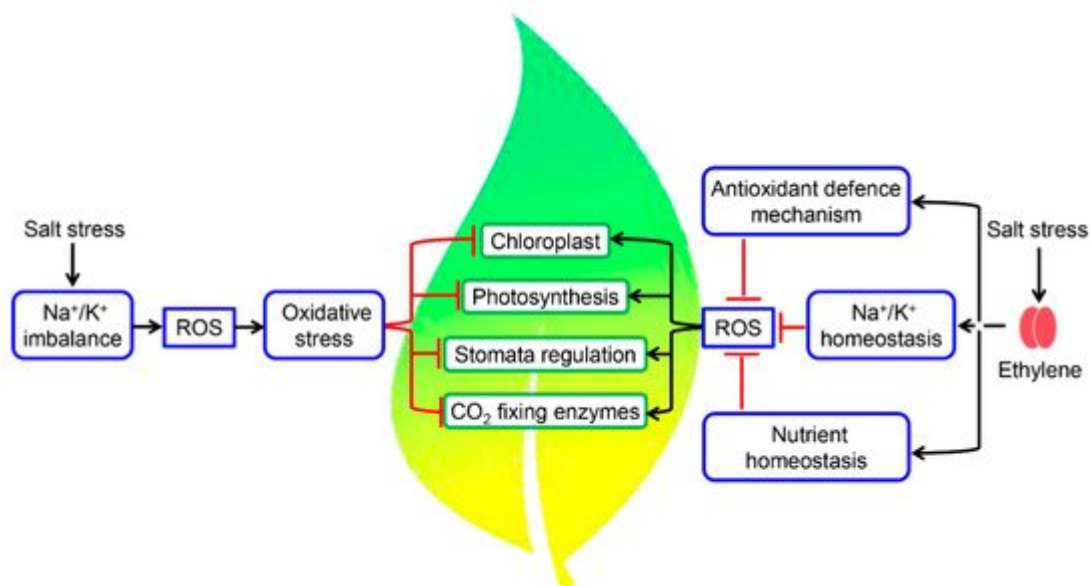 Salt stress
Na⁺/K⁺
imbalance
ROS
Oxidative
stress
Chloroplast
Photosynthesis
Stomata regulation
CO₂ fixing enzymes
ROS
Antioxidant defence
mechanism
Na⁺/K⁺
homeostasis
Nutrient
homeostasis
Salt stress
Ethylene